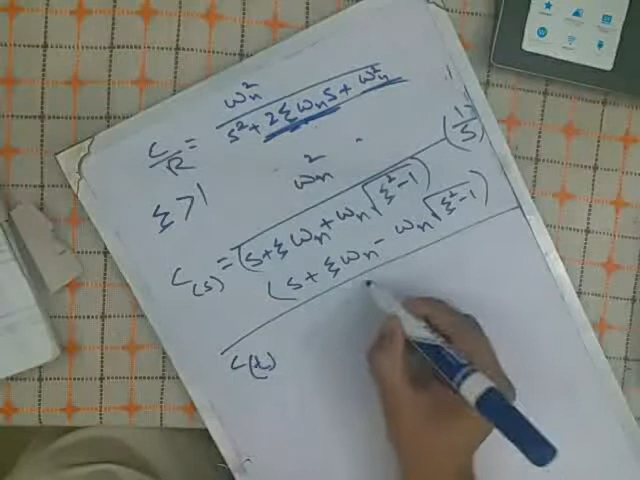 C/R = ωn² / (s² + 2ξωns + ωn²)
ξ > 1
C(s) = ωn² / ((s + ξωn + ωn√(ξ² - 1)) (s + ξωn - ωn√(ξ² - 1))) · (1/s)
C(t)